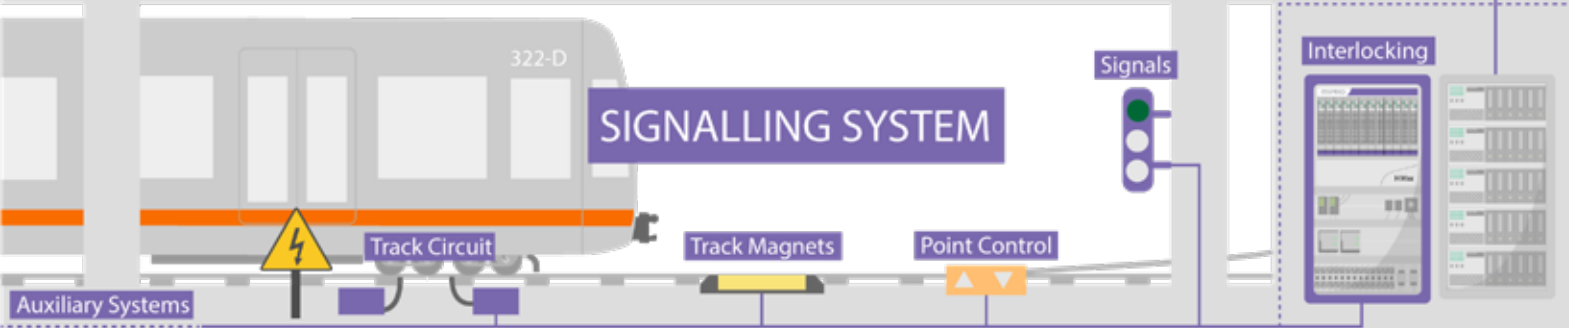 322-D
Interlocking
Signals
SIGNALLING SYSTEM
Track Circuit
Track Magnets
Point Control
Auxiliary Systems